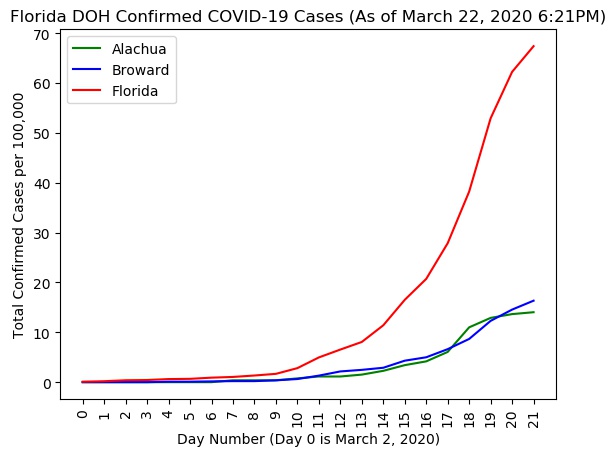 Florida DOH Confirmed COVID-19 Cases (As of March 22, 2020 6:21PM)
Alachua
Broward
Florida
Total Confirmed Cases per 100,000
70
60
50
40
30
20
10
0
0 1 2 3 4 5 6 7 8 9 10 11 12 13 14 15 16 17 18 19 20 21
Day Number (Day 0 is March 2, 2020)